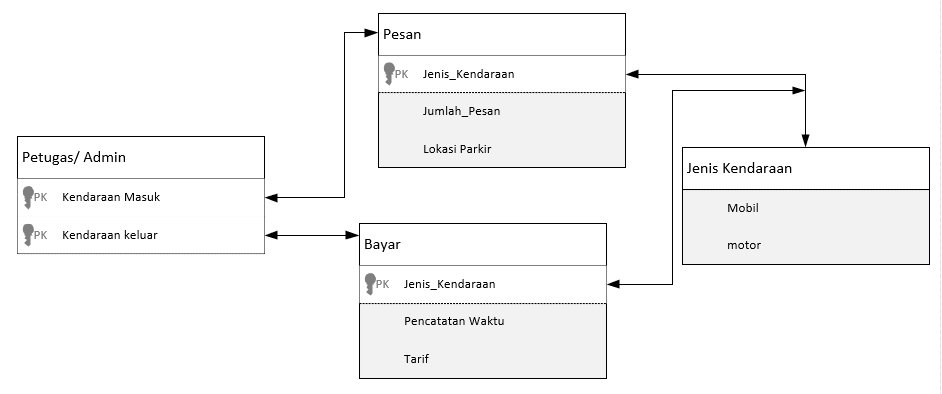 Pesan
PK Jenis_Kendaraan
Jumlah_Pesan
Lokasi Parkir
Petugas/ Admin
PK Kendaraan Masuk
PK Kendaraan keluar
Bayar
PK Jenis_Kendaraan
Pencatatan Waktu
Tarif
Jenis Kendaraan
Mobil
motor